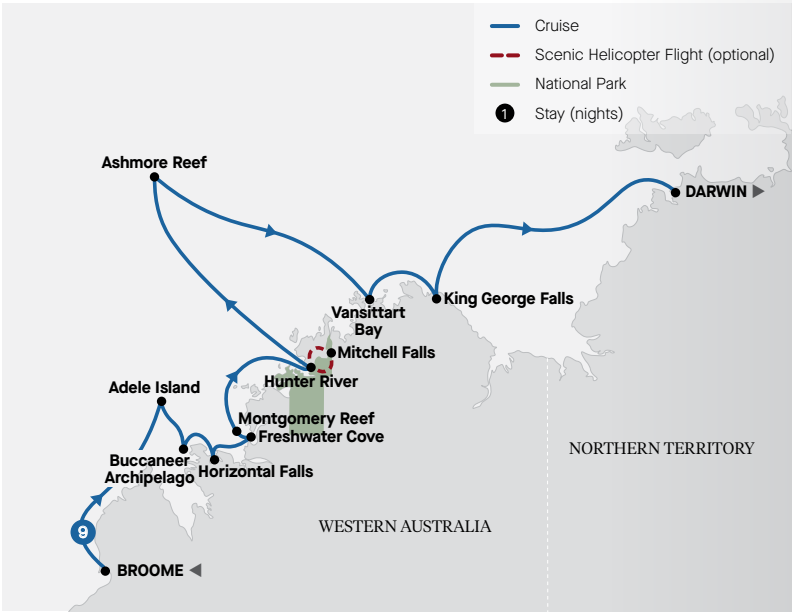 Cruise
Scenic Helicopter Flight (optional)
National Park
1 Stay (nights)
Ashmore Reef
DARWIN
King George Falls
Vansittart
Bay
Mitchell Falls
Hunter River
Adele Island
Montgomery Reef
Freshwater Cove
Buccaneer
Archipelago
Horizontal Falls
NORTHERN TERRITORY
WESTERN AUSTRALIA
9
BROOME